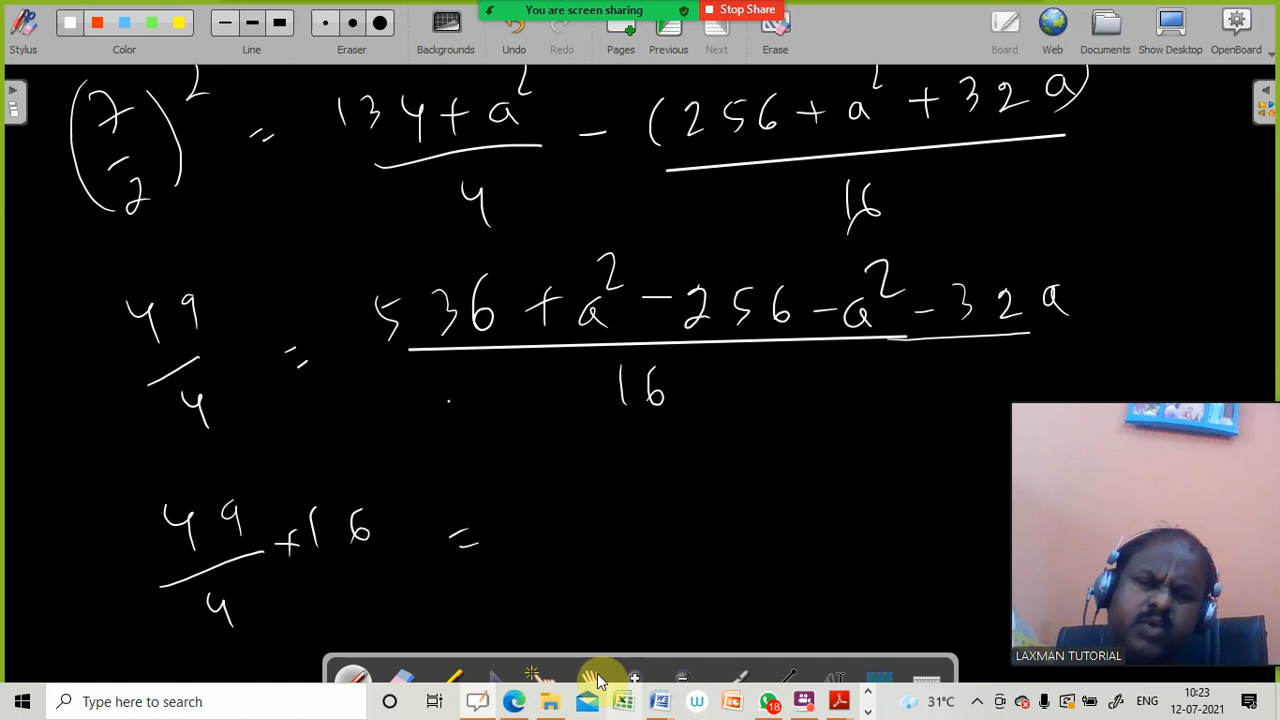 You are screen sharing Stop Share
Stylus Color Line Eraser Backgrounds Undo Redo Pages Previous Next Erase Board Web Documents Show Desktop OpenBoard
(7/2)² = 134 + a² / 4 − (256 + a² + 32a) / 16
49/4 = 536 + a² − 256 − a² − 32a / 16
49/4 + 16 =
LAXMAN TUTORIAL
Type here to search
18
31°C
ENG
10:23
12-07-2021